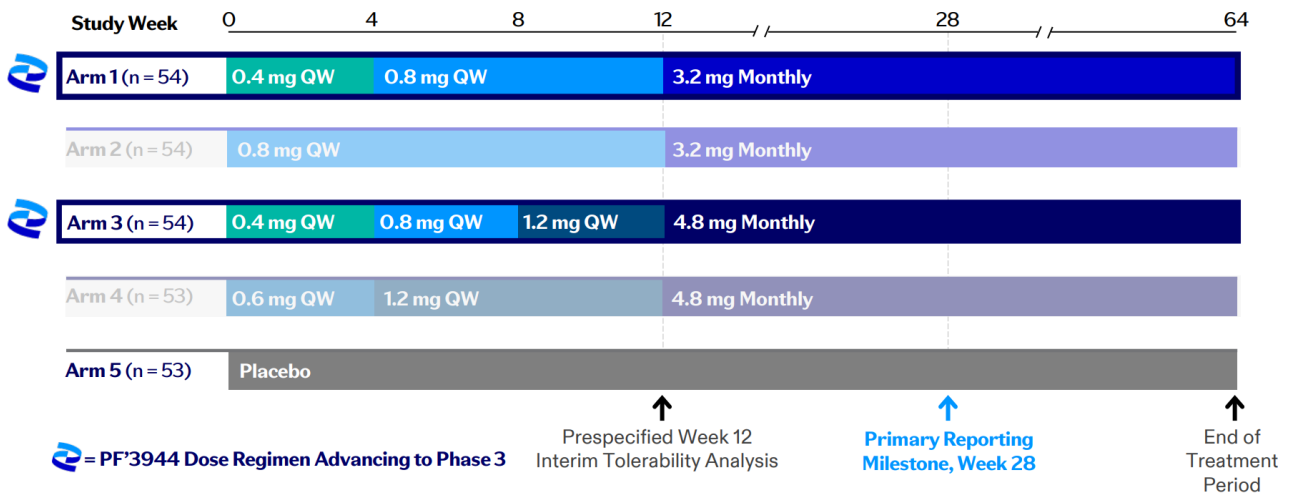 Study Week 0 4 8 12 28 64
Arm 1 (n = 54) 0.4 mg QW 0.8 mg QW 3.2 mg Monthly
Arm 2 (n = 54) 0.8 mg QW 3.2 mg Monthly
Arm 3 (n = 54) 0.4 mg QW 0.8 mg QW 1.2 mg QW 4.8 mg Monthly
Arm 4 (n = 53) 0.6 mg QW 1.2 mg QW 4.8 mg Monthly
Arm 5 (n = 53) Placebo
Prespecified Week 12
Interim Tolerability Analysis
Primary Reporting
Milestone, Week 28
End of
Treatment
Period
= PF'3944 Dose Regimen Advancing to Phase 3